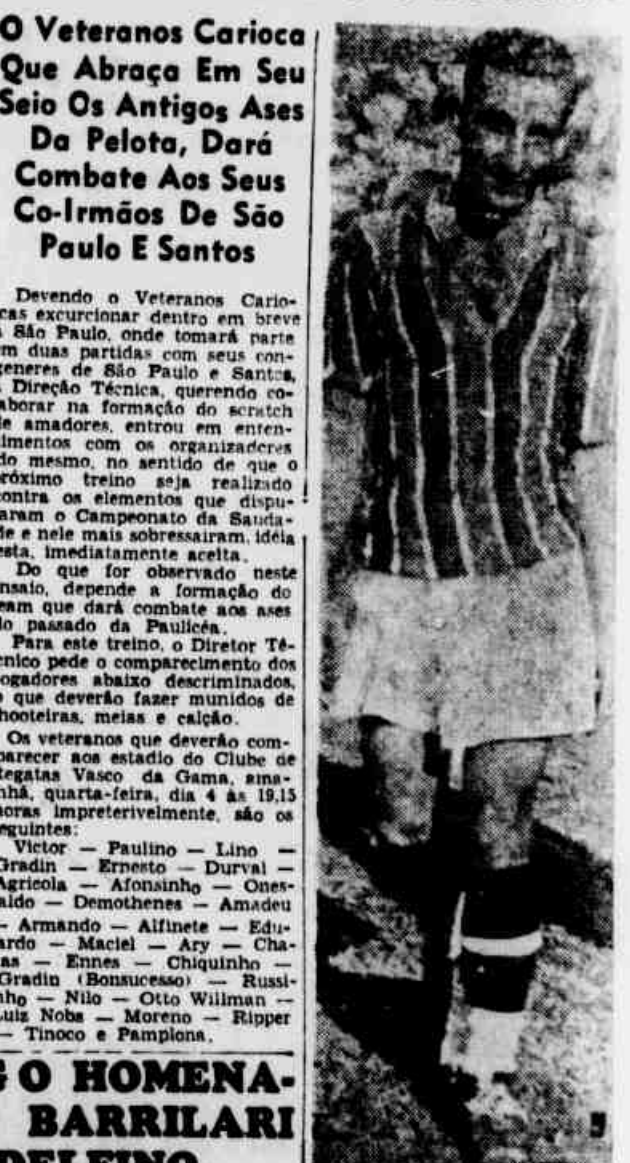 O Veteranos Carioca
Que Abraça Em Seu
Seio Os Antigos Ases
Da Pelota, Dará
Combate Aos Seus
Co-Irmãos De São
Paulo E Santos
Devendo o Veteranos Cario-
cas excurcionar dentro em breve
a São Paulo, onde tomará parte
em duas partidas com seus con-
generes de São Paulo e Santos,
a Direção Técnica, querendo co-
laborar na formação do scratch
de amadores, entrou em enten-
dimentos com os organizadores
do mesmo, no sentido de que o
próximo treino seja realizado
contra os elementos que dispu-
taram o Campeonato da Sauda-
de e nele mais sobressairam, idéia
esta, imediatamente aceita.
Do que for observado neste
ensaio, depende a formação do
team que dará combate aos ases
do passado da Paulicéa.
Para este treino, o Diretor Té-
cnico pede o comparecimento dos
jogadores abaixo descriminados,
o que deverão fazer munidos de
shooteiras, meias e calção.
Os veteranos que deverão com-
parecer aos estadio do Clube de
Regatas Vasco da Gama, ama-
nhã, quarta-feira, dia 4 ás 19,15
horas impreterivelmente, são os
seguintes:
Victor — Paulino — Lino —
Gradin — Ernesto — Durval —
Agricola — Afonsinho — Ones-
aldo — Demothenes — Amadeu
— Armando — Alfinete — Edu-
ardo — Maciel — Ary — Cha-
gas — Ennes — Chiquinho —
Gradin (Bonsucesso) — Russi-
nho — Nilo — Otto Willman —
Luiz Nobs — Moreno — Ripper
— Tinoco e Pamplona.
G O HOMENA-
BARRILARI
DELFINO